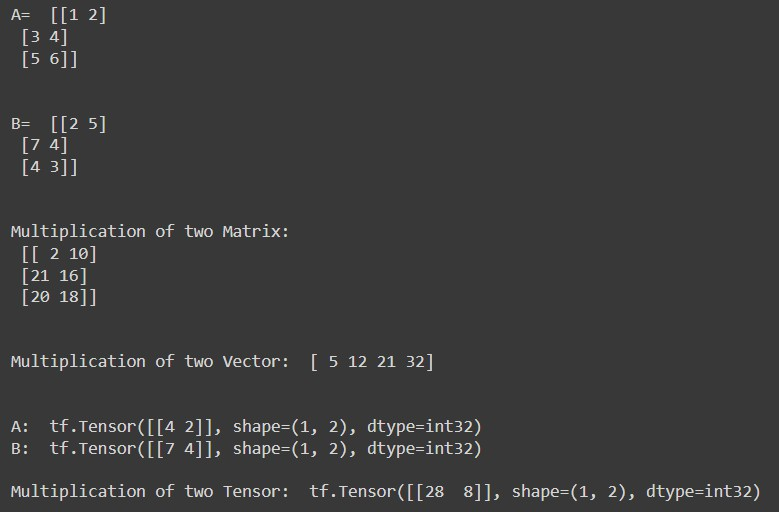 A=  [[1 2]
 [3 4]
 [5 6]]
B=  [[2 5]
 [7 4]
 [4 3]]
Multiplication of two Matrix:
 [[ 2 10]
 [21 16]
 [20 18]]
Multiplication of two Vector:  [ 5 12 21 32]
A:  tf.Tensor([[4 2]], shape=(1, 2), dtype=int32)
B:  tf.Tensor([[7 4]], shape=(1, 2), dtype=int32)
Multiplication of two Tensor:  tf.Tensor([[28  8]], shape=(1, 2), dtype=int32)